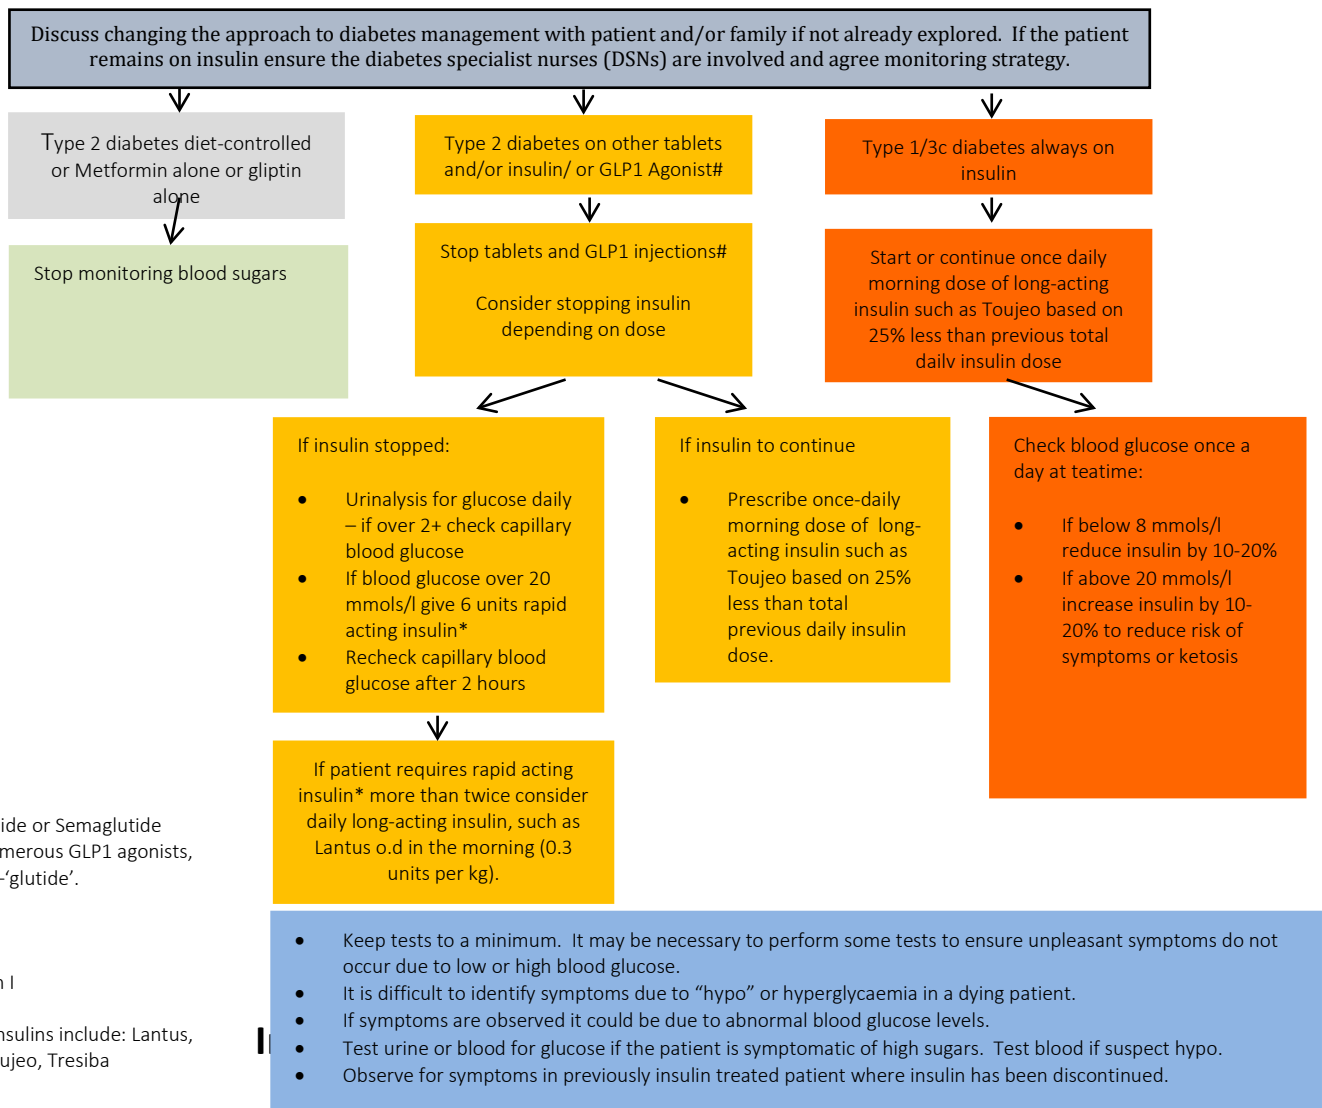 Discuss changing the approach to diabetes management with patient and/or family if not already explored.  If the patient
remains on insulin ensure the diabetes specialist nurses (DSNs) are involved and agree monitoring strategy.
Type 2 diabetes diet-controlled
or Metformin alone or gliptin
alone
Type 2 diabetes on other tablets
and/or insulin/ or GLP1 Agonist#
Type 1/3c diabetes always on
insulin
Stop monitoring blood sugars
Stop tablets and GLP1 injections#
Consider stopping insulin
depending on dose
Start or continue once daily
morning dose of long-acting
insulin such as Toujeo based on
25% less than previous total
daily insulin dose
If insulin stopped:
• Urinalysis for glucose daily
– if over 2+ check capillary
blood glucose
• If blood glucose over 20
mmols/l give 6 units rapid
acting insulin*
• Recheck capillary blood
glucose after 2 hours
If insulin to continue
• Prescribe once-daily
morning dose of  long-
acting insulin such as
Toujeo based on 25%
less than total
previous daily insulin
dose.
Check blood glucose once a
day at teatime:
• If below 8 mmols/l
reduce insulin by 10-20%
• If above 20 mmols/l
increase insulin by 10-
20% to reduce risk of
symptoms or ketosis
If patient requires rapid acting
insulin* more than twice consider
daily long-acting insulin, such as
Lantus o.d in the morning (0.3
units per kg).
ide or Semaglutide
merous GLP1 agonists,
-‘glutide’.
n I
nsulins include: Lantus,
ujeo, Tresiba
• Keep tests to a minimum.  It may be necessary to perform some tests to ensure unpleasant symptoms do not
occur due to low or high blood glucose.
• It is difficult to identify symptoms due to “hypo” or hyperglycaemia in a dying patient.
• If symptoms are observed it could be due to abnormal blood glucose levels.
• Test urine or blood for glucose if the patient is symptomatic of high sugars.  Test blood if suspect hypo.
• Observe for symptoms in previously insulin treated patient where insulin has been discontinued.